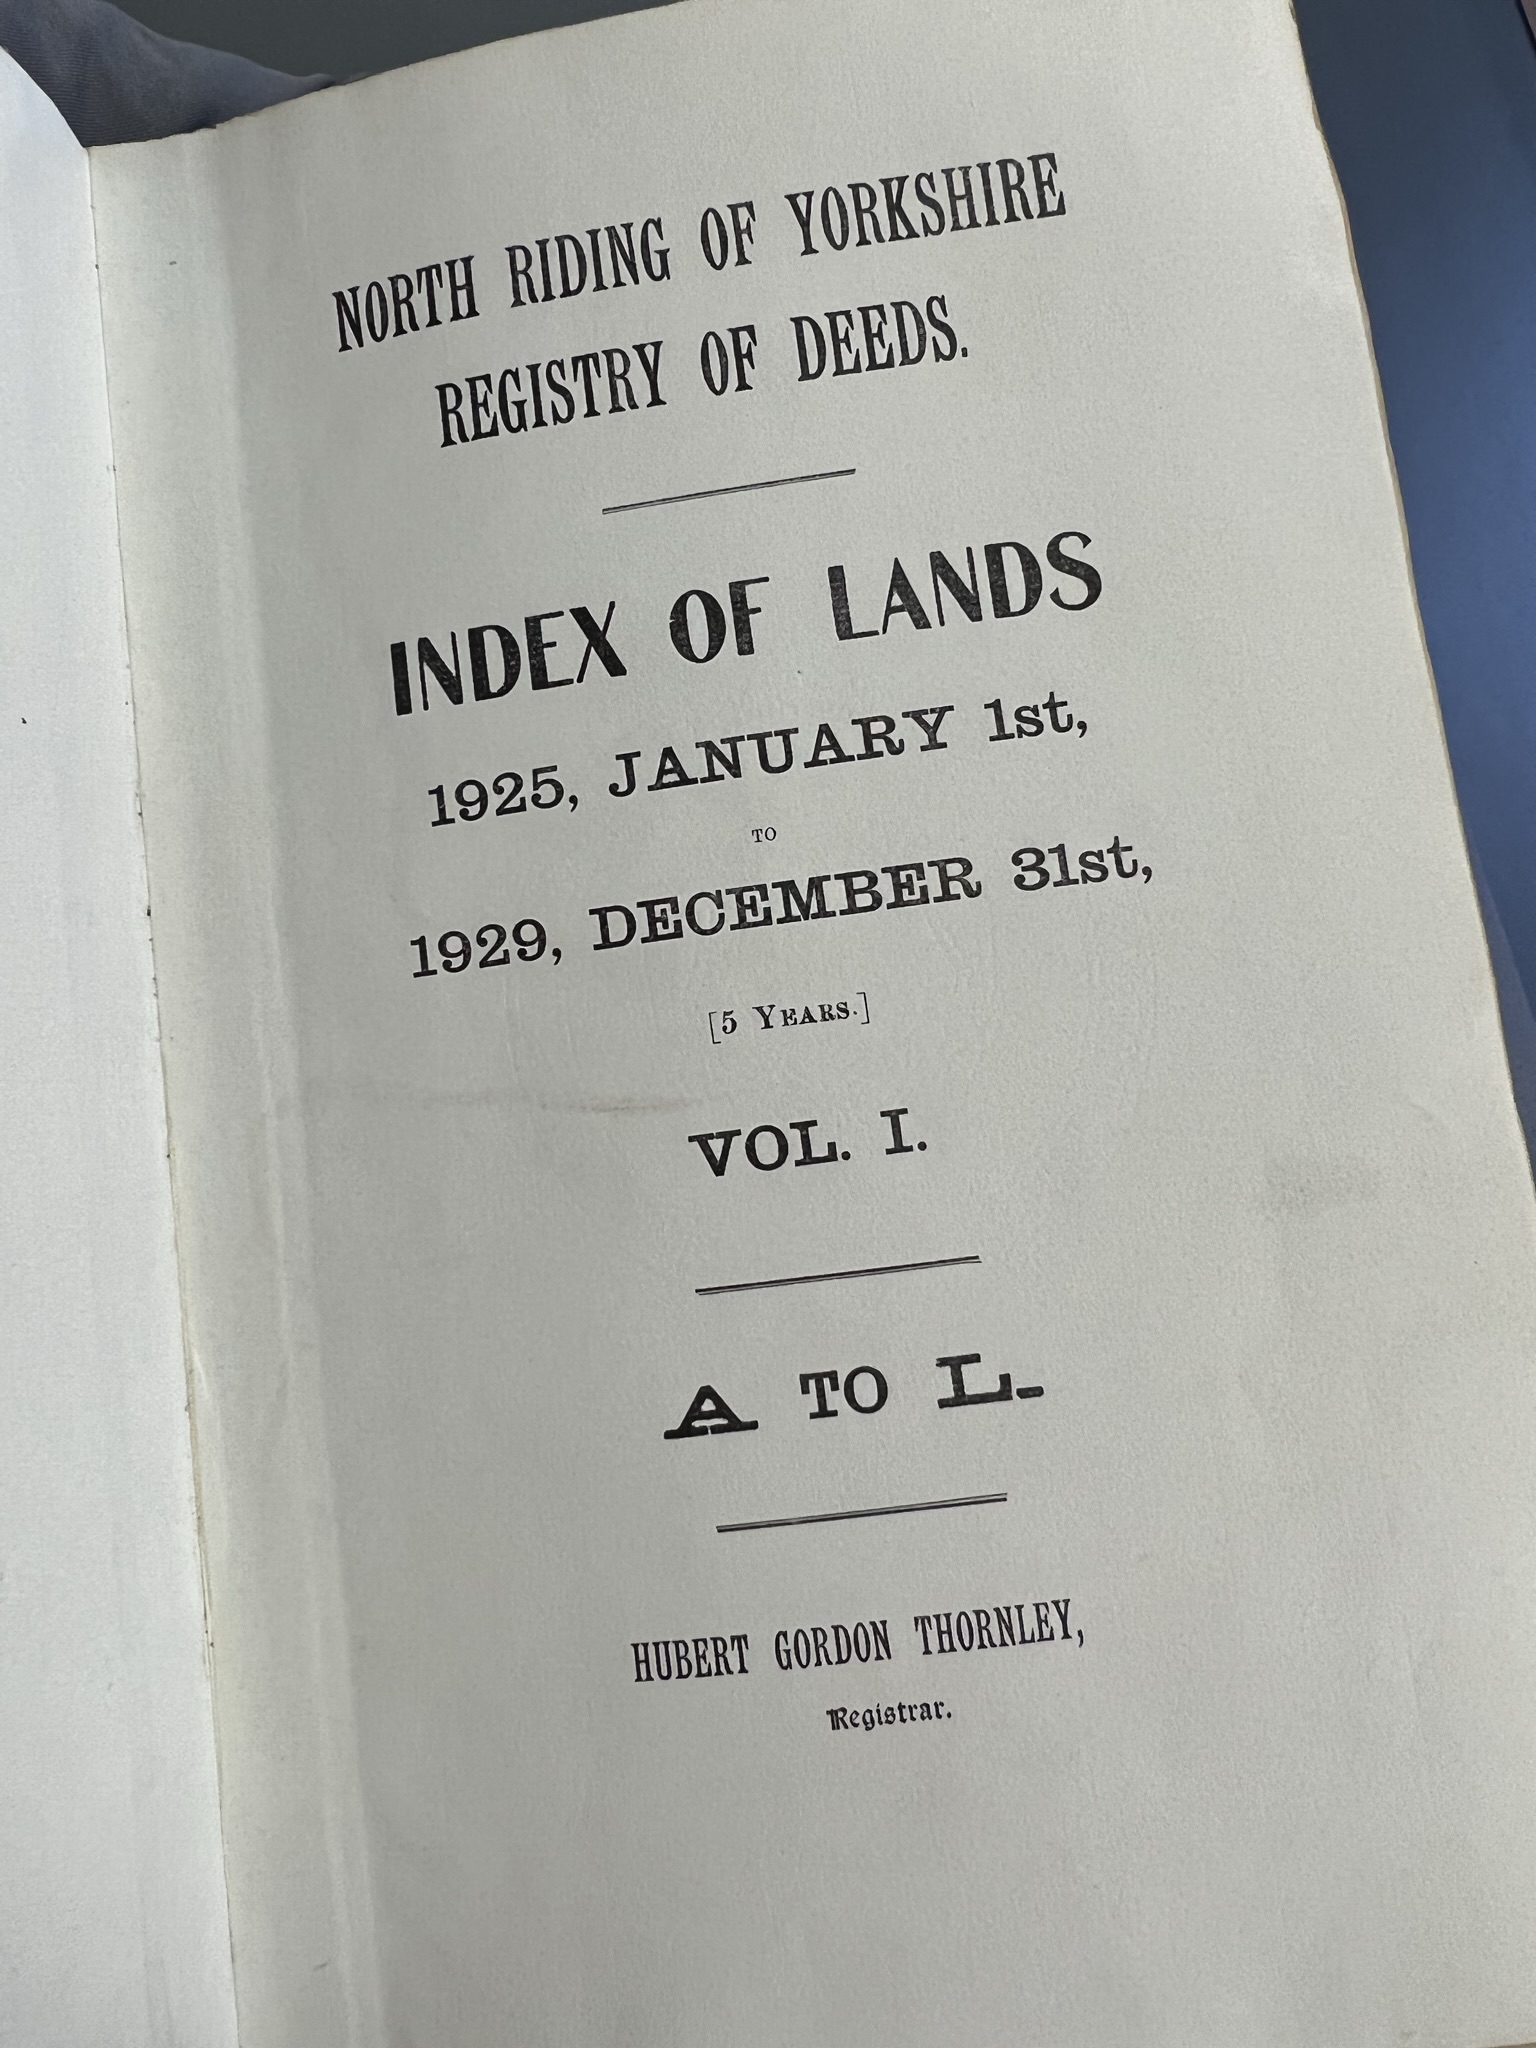 NORTH RIDING OF YORKSHIRE
REGISTRY OF DEEDS.
INDEX OF LANDS
1925, JANUARY 1st,
TO
1929, DECEMBER 31st,
[5 YEARS.]
VOL. I.
A TO L.
HUBERT GORDON THORNLEY,
Registrar.